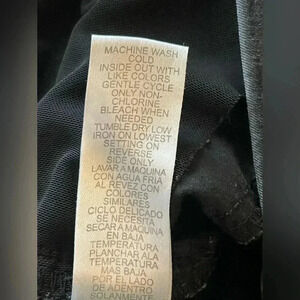 MACHINE WASH
COLD
INSIDE OUT WITH
LIKE COLORS
GENTLE CYCLE
ONLY NON-
CHLORINE
BLEACH WHEN
NEEDED
TUMBLE DRY LOW
IRON ON LOWEST
SETTING ON
REVERSE
SIDE ONLY
LAVAR A MAQUINA
CON AGUA FRIA
AL REVEZ CON
COLORES
SIMILARES
CICLO DELICADO
SE NECESITA
SECAR A MAQUINA
EN BAJA
TEMPERATURA
PLANCHAR ALA
TEMPERATURA
MAS BAJA
POR EL LADO
DE ADENTRO
SOLANMENTE